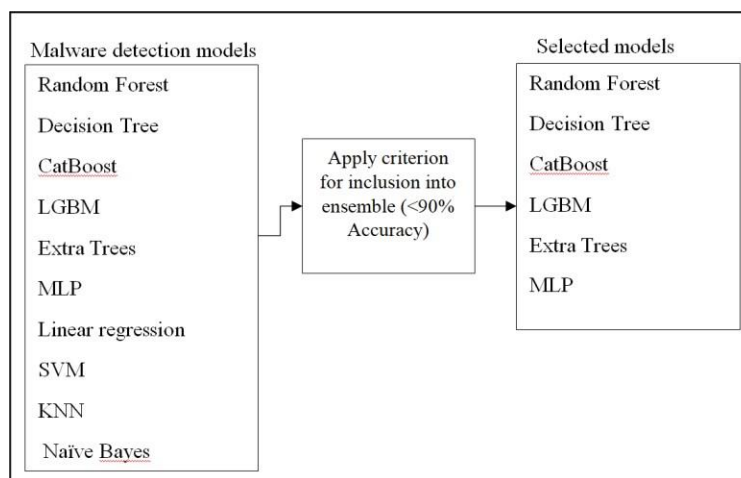 Malware detection models
Random Forest
Decision Tree
CatBoost
LGBM
Extra Trees
MLP
Linear regression
SVM
KNN
Naïve Bayes
Apply criterion
for inclusion into
ensemble (<90%
Accuracy)
Selected models
Random Forest
Decision Tree
CatBoost
LGBM
Extra Trees
MLP